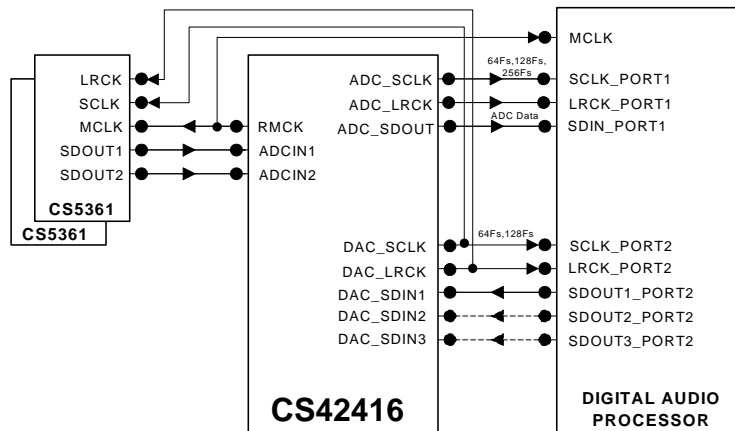 LRCK
SCLK
MCLK
SDOUT1
SDOUT2
CS5361
CS5361
RMCK
ADCIN1
ADCIN2
ADC_SCLK
ADC_LRCK
ADC_SDOUT
DAC_SCLK
DAC_LRCK
DAC_SDIN1
DAC_SDIN2
DAC_SDIN3
CS42416
64Fs,128Fs,
256Fs
ADC Data
64Fs,128Fs
MCLK
SCLK_PORT1
LRCK_PORT1
SDIN_PORT1
SCLK_PORT2
LRCK_PORT2
SDOUT1_PORT2
SDOUT2_PORT2
SDOUT3_PORT2
DIGITAL AUDIO
PROCESSOR